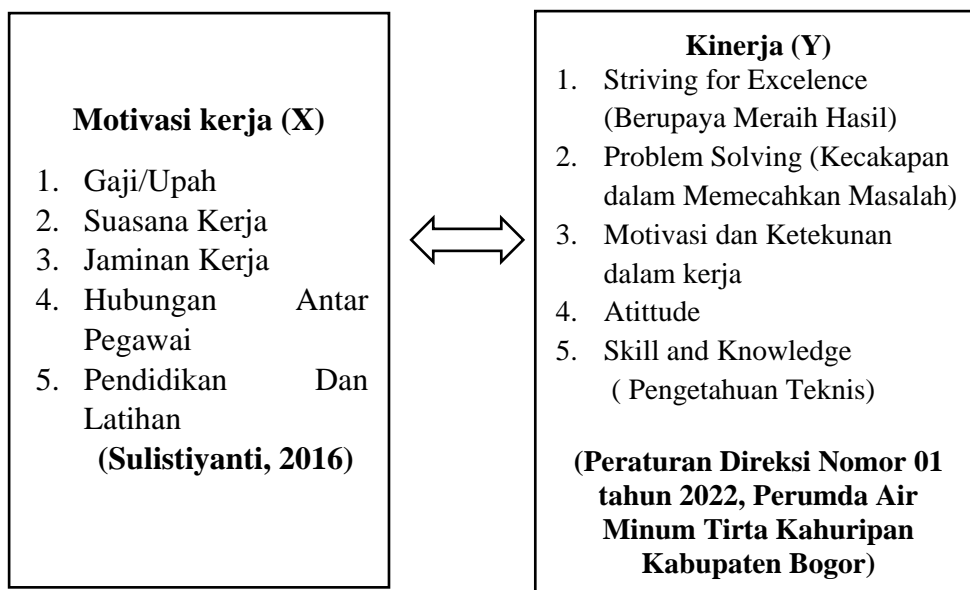 Motivasi kerja (X)
1. Gaji/Upah
2. Suasana Kerja
3. Jaminan Kerja
4. Hubungan Antar
Pegawai
5. Pendidikan Dan
Latihan
(Sulistiyanti, 2016)
Kinerja (Y)
1. Striving for Excelence
(Berupaya Meraih Hasil)
2. Problem Solving (Kecakapan
dalam Memecahkan Masalah)
3. Motivasi dan Ketekunan
dalam kerja
4. Atittude
5. Skill and Knowledge
( Pengetahuan Teknis)
(Peraturan Direksi Nomor 01
tahun 2022, Perumda Air
Minum Tirta Kahuripan
Kabupaten Bogor)